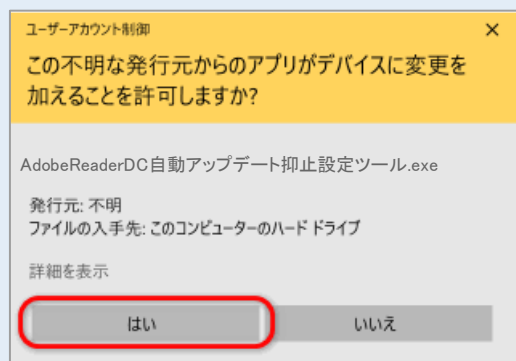 ユーザーアカウント制御
この不明な発行元からのアプリがデバイスに変更を
加えることを許可しますか?
AdobeReaderDC自動アップデート抑止設定ツール.exe
発行元: 不明
ファイルの入手先: このコンピューターのハード ドライブ
詳細を表示
はい
いいえ